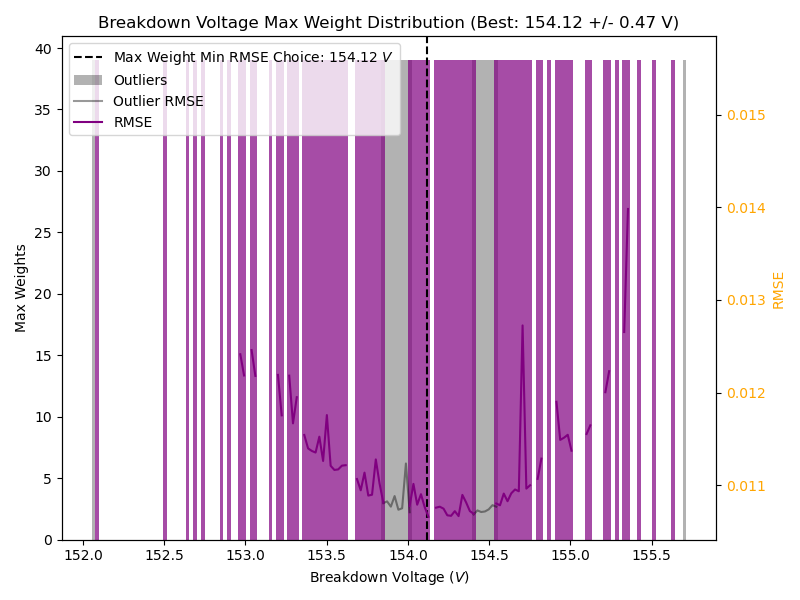 Breakdown Voltage Max Weight Distribution (Best: 154.12 +/- 0.47 V)
Max Weight Min RMSE Choice: 154.12 V
Outliers
Outlier RMSE
RMSE
Max Weights
40
35
30
25
20
15
10
5
0
0.015
0.014
0.013
0.012
0.011
RMSE
152.0 152.5 153.0 153.5 154.0 154.5 155.0 155.5
Breakdown Voltage (V)